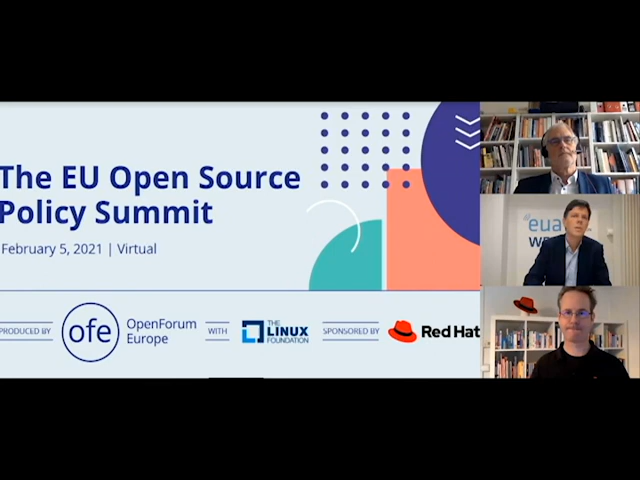 The EU Open Source
Policy Summit
February 5, 2021 | Virtual
PRODUCED BY
ofe
OpenForum
Europe
WITH
THE
LINUX
FOUNDATION
SPONSORED BY
Red Hat